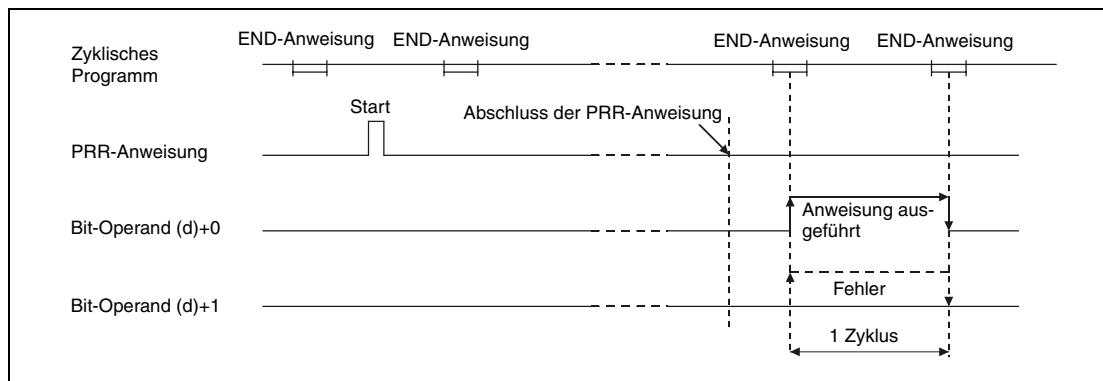 END-Anweisung END-Anweisung END-Anweisung END-Anweisung
Zyklisches
Programm
Start
Abschluss der PRR-Anweisung
PRR-Anweisung
Anweisung aus-
geführt
Bit-Operand (d)+0
Fehler
Bit-Operand (d)+1
1 Zyklus